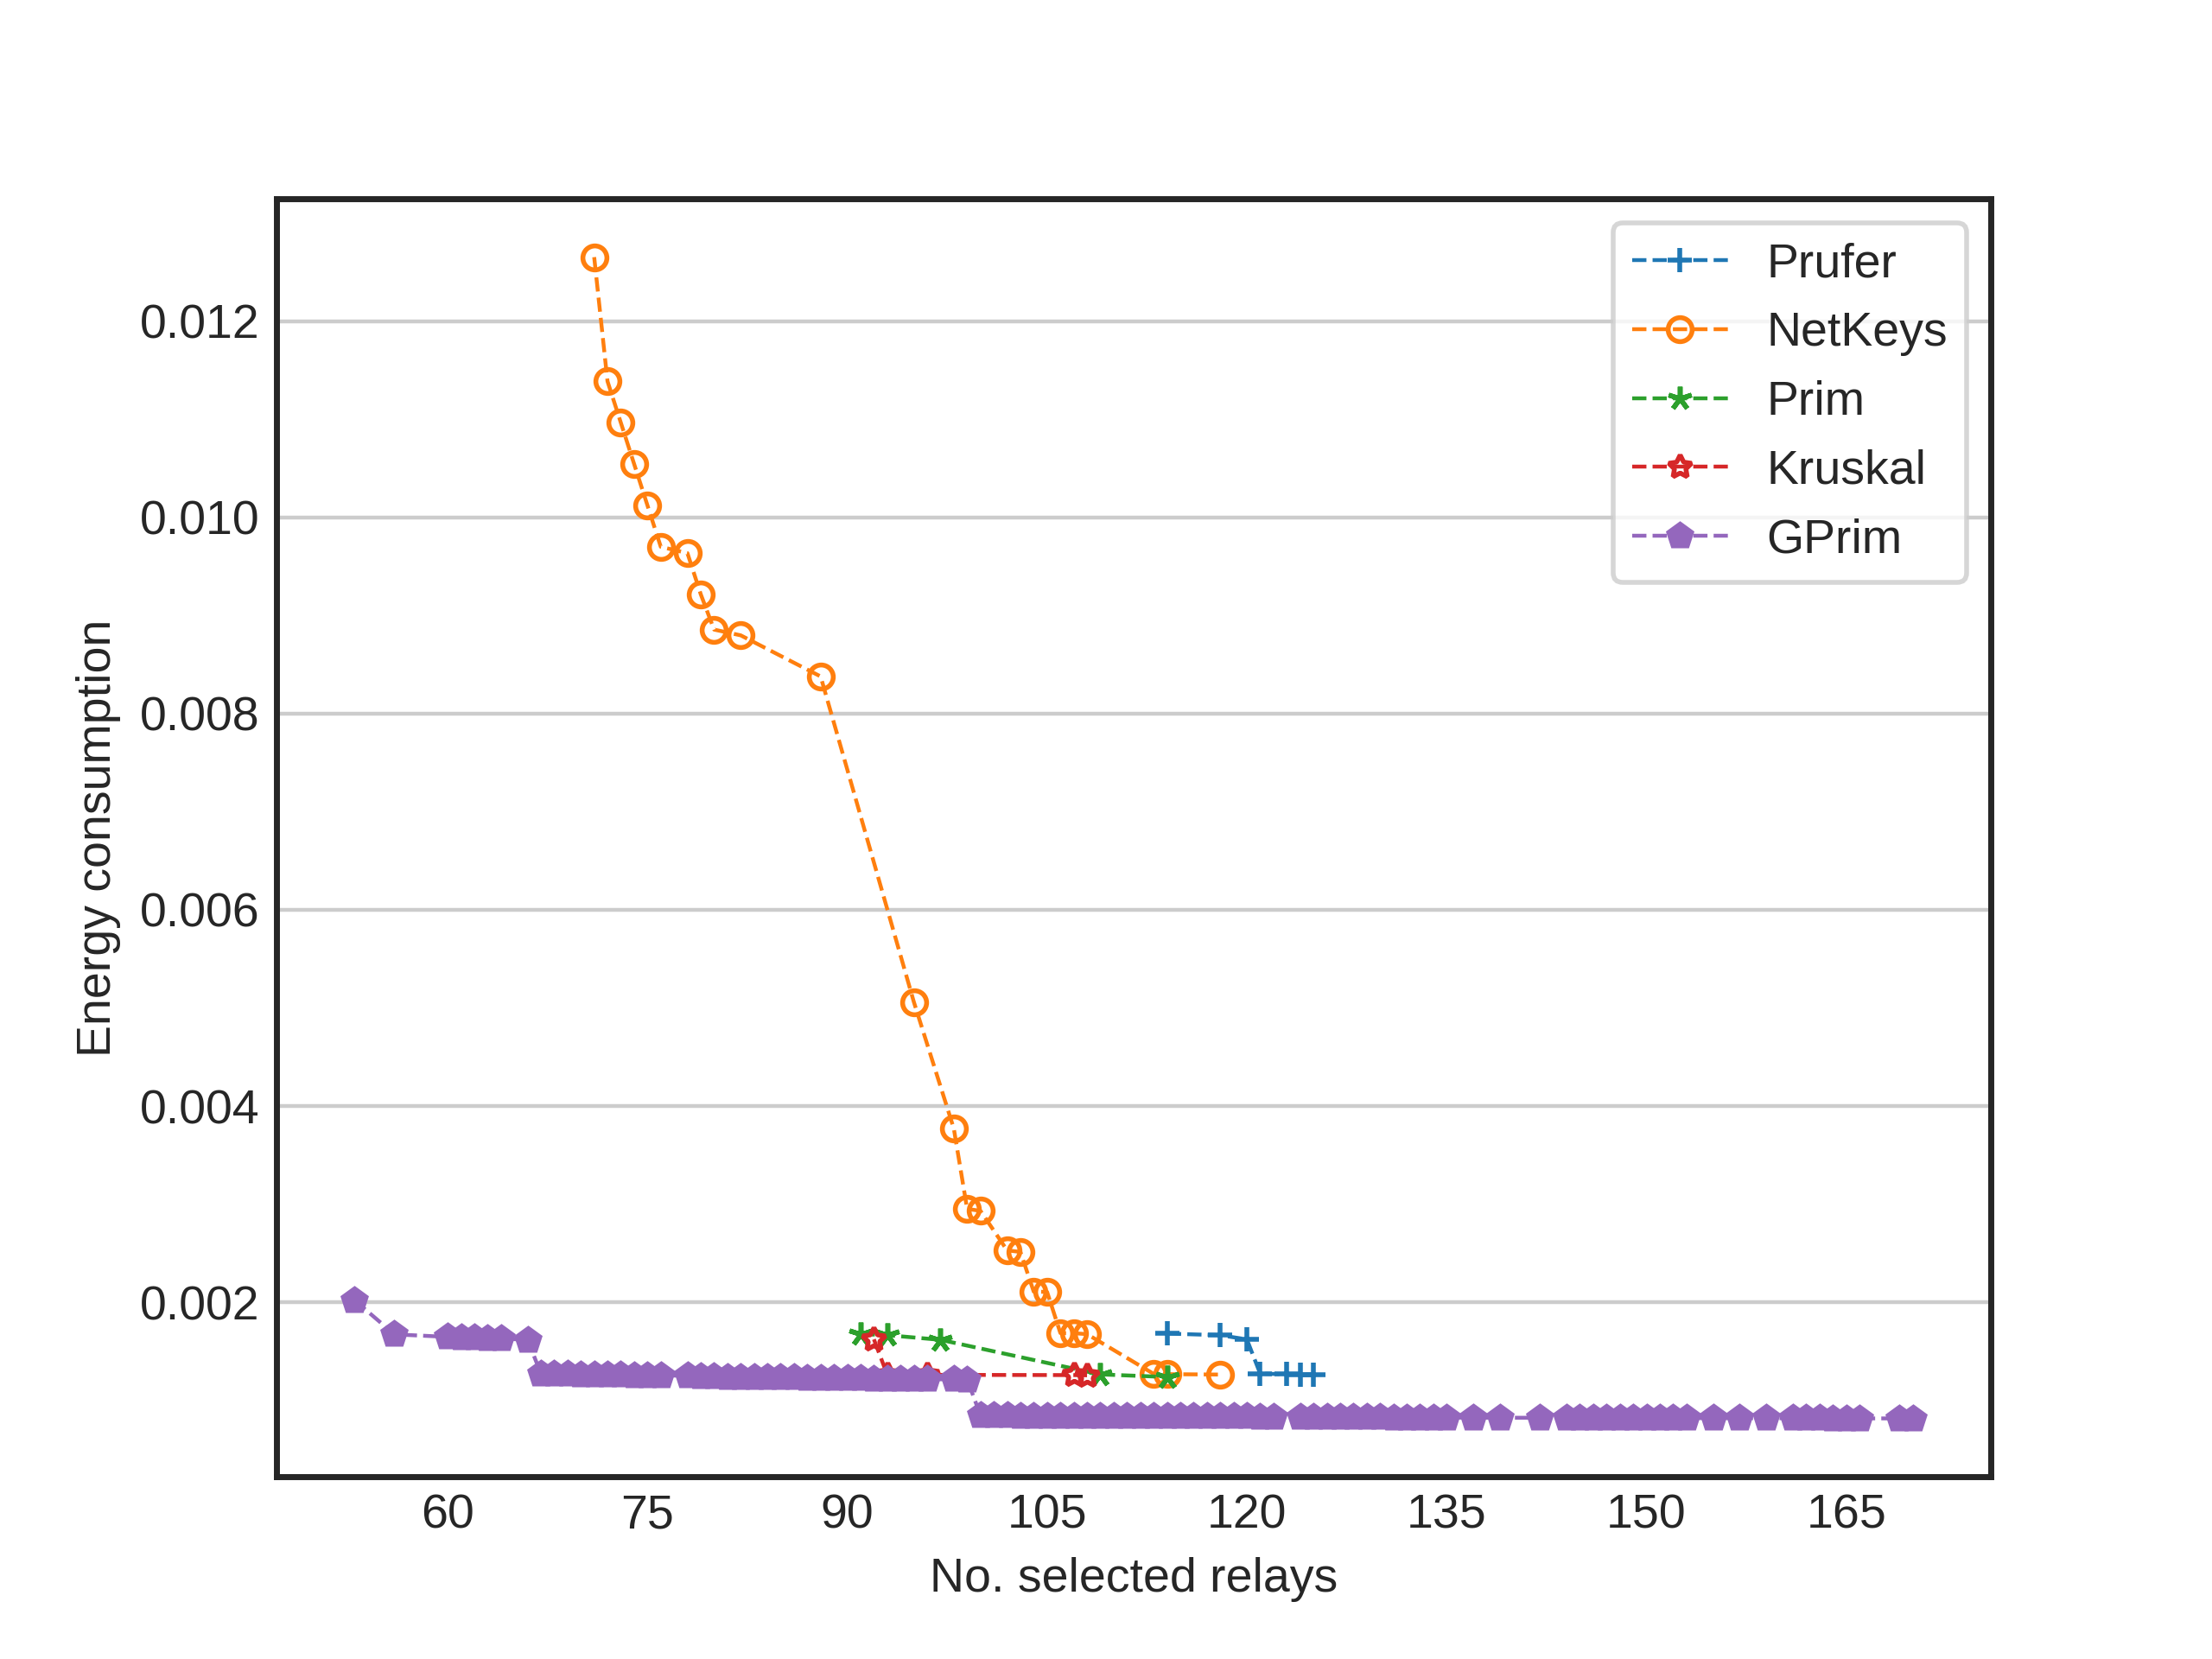 Prufer
NetKeys
Prim
Kruskal
GPrim
0.012
0.010
0.008
0.006
0.004
0.002
Energy consumption
60 75 90 105 120 135 150 165
No. selected relays